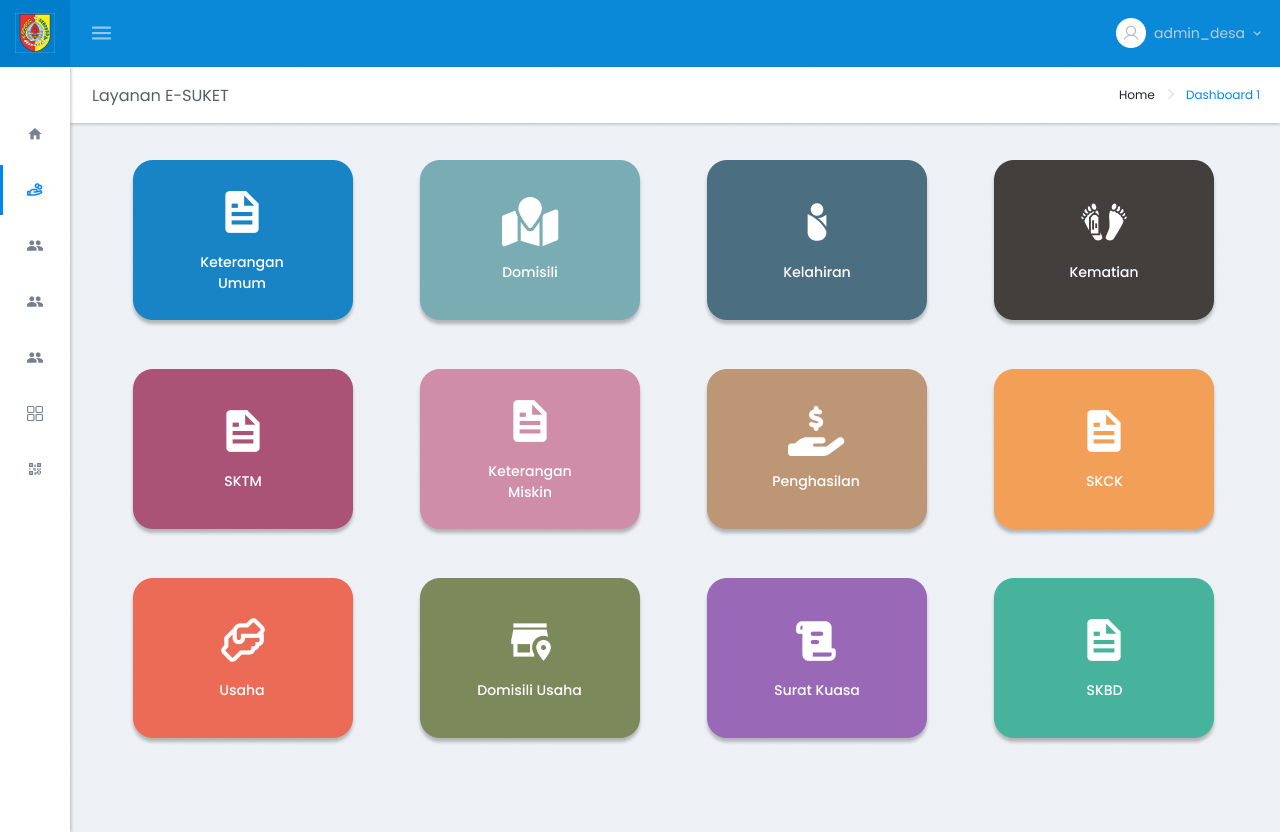 admin_desa
Layanan E-SUKET
Home
Dashboard 1
Keterangan
Umum
Domisili
Kelahiran
Kematian
SKTM
Keterangan
Miskin
Penghasilan
SKCK
Usaha
Domisili Usaha
Surat Kuasa
SKBD